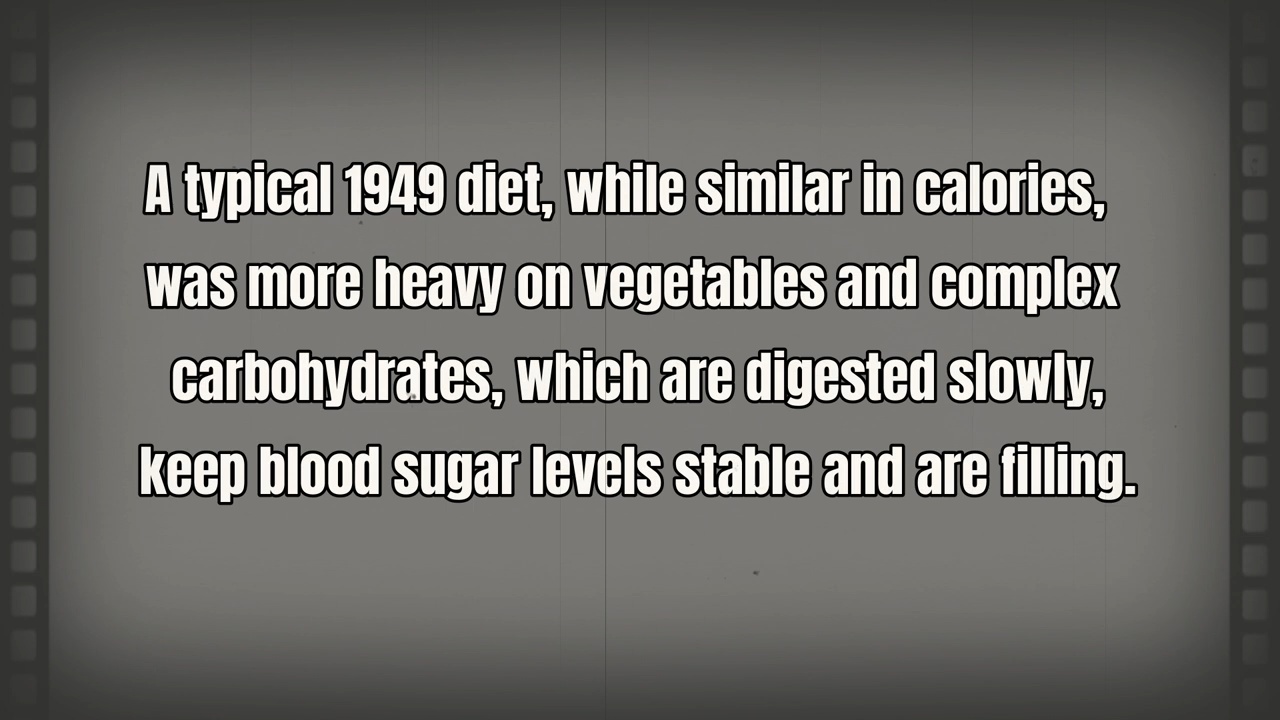 A typical 1949 diet, while similar in calories,
was more heavy on vegetables and complex
carbohydrates, which are digested slowly,
keep blood sugar levels stable and are filling.